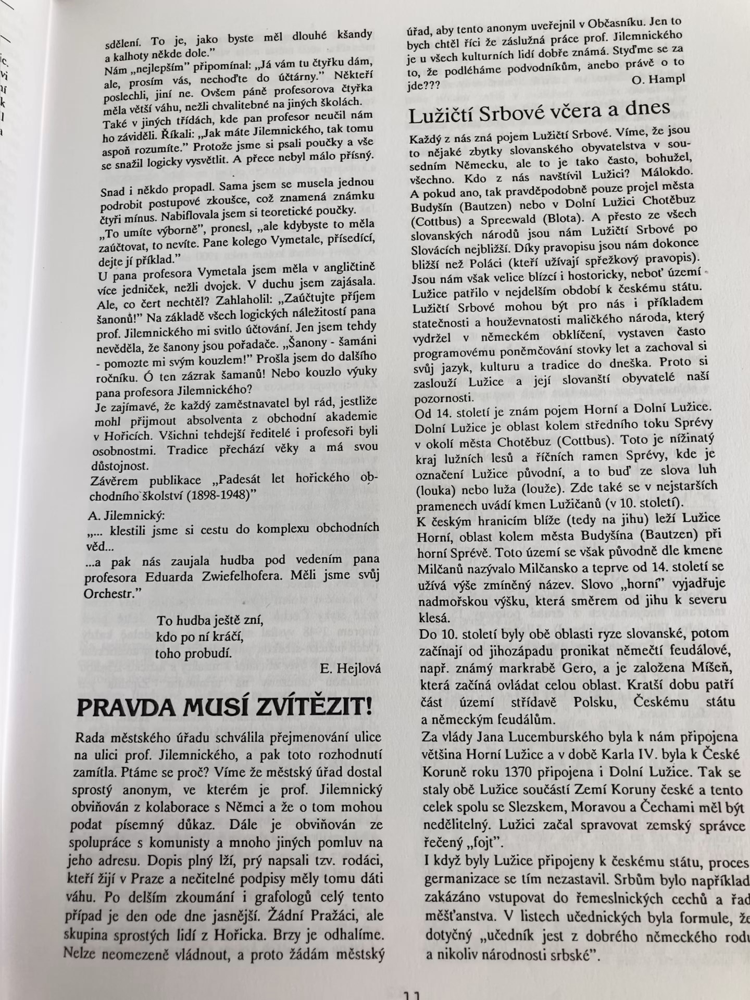 sdělení. To je, jako byste měl dlouhé kšandy
a kalhoty někde dole.”
Nám „nejlepším” připomínal: „Já vám tu čtyřku dám,
ale, prosím vás, nechoďte do účtárny.” Někteří
poslechli, jiní ne. Ovšem páně profesorova čtyřka
měla větší váhu, nežli chvalitebné na jiných školách.
Také v jiných třídách, kde pan profesor neučil nám
ho záviděli. Říkali: „Jak máte Jilemnického, tak tomu
aspoň rozumíte.” Protože jsme si psali poučky a vše
se snažil logicky vysvětlit. A přece nebyl málo přísný.
Snad i někdo propadl. Sama jsem se musela jednou
podrobit postupové zkoušce, což znamená známku
čtyři mínus. Nabiflovala jsem si teoretické poučky.
„To umíte výborně”, pronesl, „ale kdybyste to měla
zaúčtovat, to nevíte. Pane kolego Vymetale, přísedící,
dejte jí příklad.”
U pana profesora Vymetala jsem měla v angličtině
více jedniček, nežli dvojek. V duchu jsem zajásala.
Ale, co čert nechtěl? Zahlaholil: „Zaúčtujte příjem
šanonů!” Na základě všech logických náležitostí pana
prof. Jilemnického mi svitlo účtování. Jen jsem tehdy
nevěděla, že šanony jsou pořadače. „Šanony - šamáni
- pomozte mi svým kouzlem!” Prošla jsem do dalšího
ročníku. Ó ten zázrak šamanů! Nebo kouzlo výuky
pana profesora Jilemnického?
Je zajímavé, že každý zaměstnavatel byl rád, jestliže
mohl přijmout absolventa z obchodní akademie
v Hořicích. Všichni tehdejší ředitelé i profesoři byli
osobnostmi. Tradice přechází věky a má svou
důstojnost.
Závěrem publikace „Padesát let hořického ob-
chodního školství (1898-1948)”
A. Jilemnický:
„... klestili jsme si cestu do komplexu obchodních
věd...
...a pak nás zaujala hudba pod vedením pana
profesora Eduarda Zwiefelhofera. Měli jsme svůj
Orchestr.”
To hudba ještě zní,
kdo po ní kráčí,
toho probudí.
E. Hejlová
PRAVDA MUSÍ ZVÍTĚZIT!
Rada městského úřadu schválila přejmenování ulice
na ulici prof. Jilemnického, a pak toto rozhodnutí
zamítla. Ptáme se proč? Víme že městský úřad dostal
sprostý anonym, ve kterém je prof. Jilemnický
obviňován z kolaborace s Němci a že o tom mohou
podat písemný důkaz. Dále je obviňován ze
spolupráce s komunisty a mnoho jiných pomluv na
jeho adresu. Dopis plný lží, prý napsali tzv. rodáci,
kteří žijí v Praze a nečitelné podpisy měly tomu dáti
váhu. Po delším zkoumání i grafologů celý tento
případ je den ode dne jasnější. Žádní Pražáci, ale
skupina sprostých lidí z Hořicka. Brzy je odhalíme.
Nelze neomezeně vládnout, a proto žádám městský
úřad, aby tento anonym uveřejnil v Občasníku. Jen to
bych chtěl říci že záslužná práce prof. Jilemnického
je u všech kulturních lidí dobře známá. Styďme se za
to, že podléháme podvodníkům, anebo právě o to
jde??? O. Hampl
Lužičtí Srbové včera a dnes
Každý z nás zná pojem Lužičtí Srbové. Víme, že jsou
to nějaké zbytky slovanského obyvatelstva v sou-
sedním Německu, ale to je tako často, bohužel,
všechno. Kdo z nás navštívil Lužici? Málokdo.
A pokud ano, tak pravděpodobně pouze projel města
Budyšín (Bautzen) nebo v Dolní Lužici Chotěbuz
(Cottbus) a Spreewald (Blota). A přesto ze všech
slovanských národů jsou nám Lužičtí Srbové po
Slovácích nejbližší. Díky pravopisu jsou nám dokonce
bližší než Poláci (kteří užívají spřežkový pravopis).
Jsou nám však velice blízcí i hostoricky, neboť území
Lužice patřilo v nejdelším období k českému státu.
Lužičtí Srbové mohou být pro nás i příkladem
statečnosti a houževnatosti maličkého národa, který
vydržel v německém obklíčení, vystaven často
programovému poněmčování stovky let a zachoval si
svůj jazyk, kulturu a tradice do dneška. Proto si
zaslouží Lužice a její slovanští obyvatelé naší
pozornosti.
Od 14. století je znám pojem Horní a Dolní Lužice.
Dolní Lužice je oblast kolem středního toku Sprévy
v okolí města Chotěbuz (Cottbus). Toto je nížinatý
kraj lužních lesů a říčních ramen Sprévy, kde je
označení Lužice původní, a to buď ze slova luh
(louka) nebo luža (louže). Zde také se v nejstarších
pramenech uvádí kmen Lužičanů (v 10. století).
K českým hranicím blíže (tedy na jihu) leží Lužice
Horní, oblast kolem města Budyšína (Bautzen) při
horní Sprévě. Toto území se však původně dle kmene
Milčanů nazývalo Milčansko a teprve od 14. století se
užívá výše zmíněný název. Slovo „horní” vyjadřuje
nadmořskou výšku, která směrem od jihu k severu
klesá.
Do 10. století byly obě oblasti ryze slovanské, potom
začínají od jihozápadu pronikat němečtí feudálové,
např. známý markrabě Gero, a je založena Míšeň,
která začíná ovládat celou oblast. Kratší dobu patří
část území střídavě Polsku, Českému státu
a německým feudálům.
Za vlády Jana Lucemburského byla k nám připojena
většina Horní Lužice a v době Karla IV. byla k České
Koruně roku 1370 připojena i Dolní Lužice. Tak se
staly obě Lužice součástí Zemí Koruny české a tento
celek spolu se Slezskem, Moravou a Čechami měl být
nedělitelný. Lužici začal spravovat zemský správce
řečený „fojt”.
I když byly Lužice připojeny k českému státu, proces
germanizace se tím nezastavil. Srbům bylo například
zakázáno vstupovat do řemeslnických cechů a řad
měšťanstva. V listech učednických byla formule, že
dotyčný „učedník jest z dobrého německého rodu
a nikoliv národnosti srbské”.
11